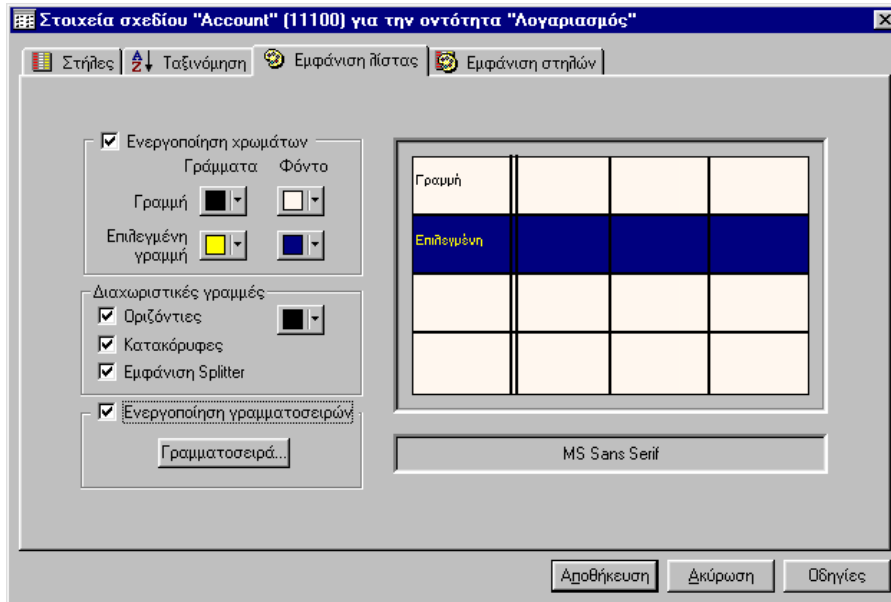 Στοιχεία σχεδίου "Account" (11100) για την οντότητα "Λογαριασμός"
Στήλες Ταξινόμηση Εμφάνιση λίστας Εμφάνιση στηλών
Ενεργοποίηση χρωμάτων
Γράμματα Φόντο
Γραμμή
Επιλεγμένη
γραμμή
Διαχωριστικές γραμμές
Οριζόντιες
Κατακόρυφες
Εμφάνιση Splitter
Ενεργοποίηση γραμματοσειρών
Γραμματοσειρά...
Γραμμή
Επιλεγμένη
MS Sans Serif
Αποθήκευση Ακύρωση Οδηγίες